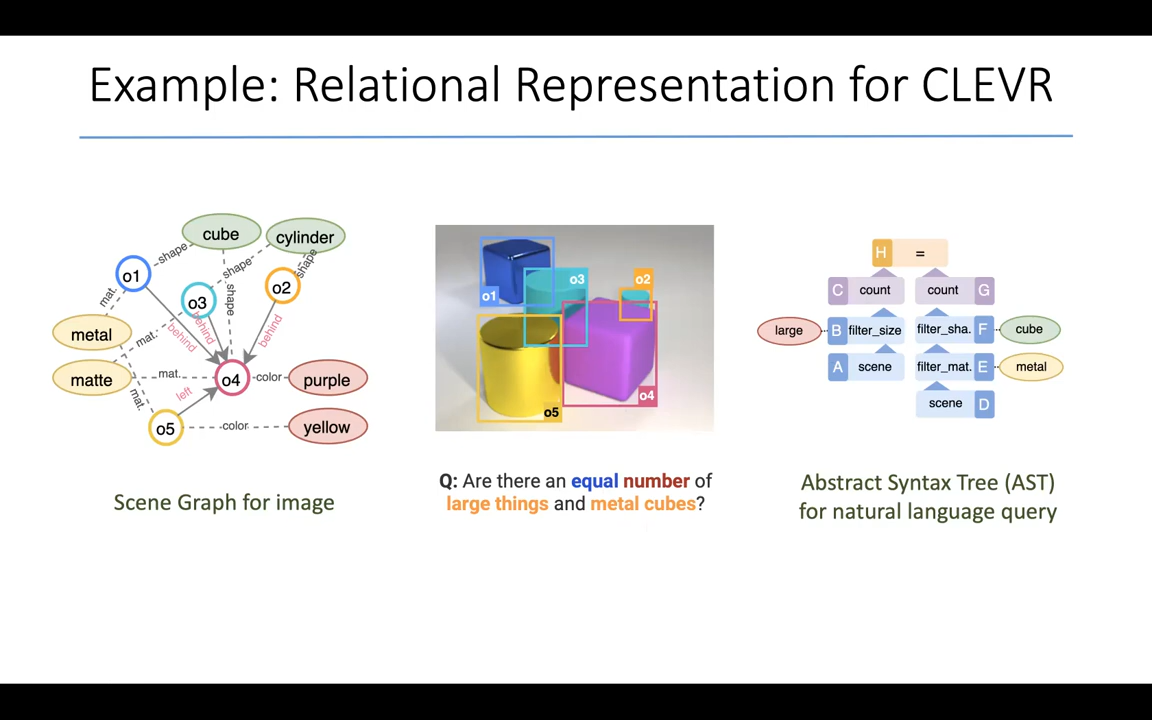 Example: Relational Representation for CLEVR
cube
cylinder
shape
shape
shape
shape
o1
o3
o2
mat.
metal
mat.
behind
behind
behind
matte
mat.
o4
color
purple
mat.
left
o5
color
yellow
Scene Graph for image
o1
o3
o2
o4
o5
Q: Are there an equal number of
large things and metal cubes?
H =
C count
count G
large B filter_size
filter_sha. F cube
A scene
filter_mat. E metal
scene D
Abstract Syntax Tree (AST)
for natural language query